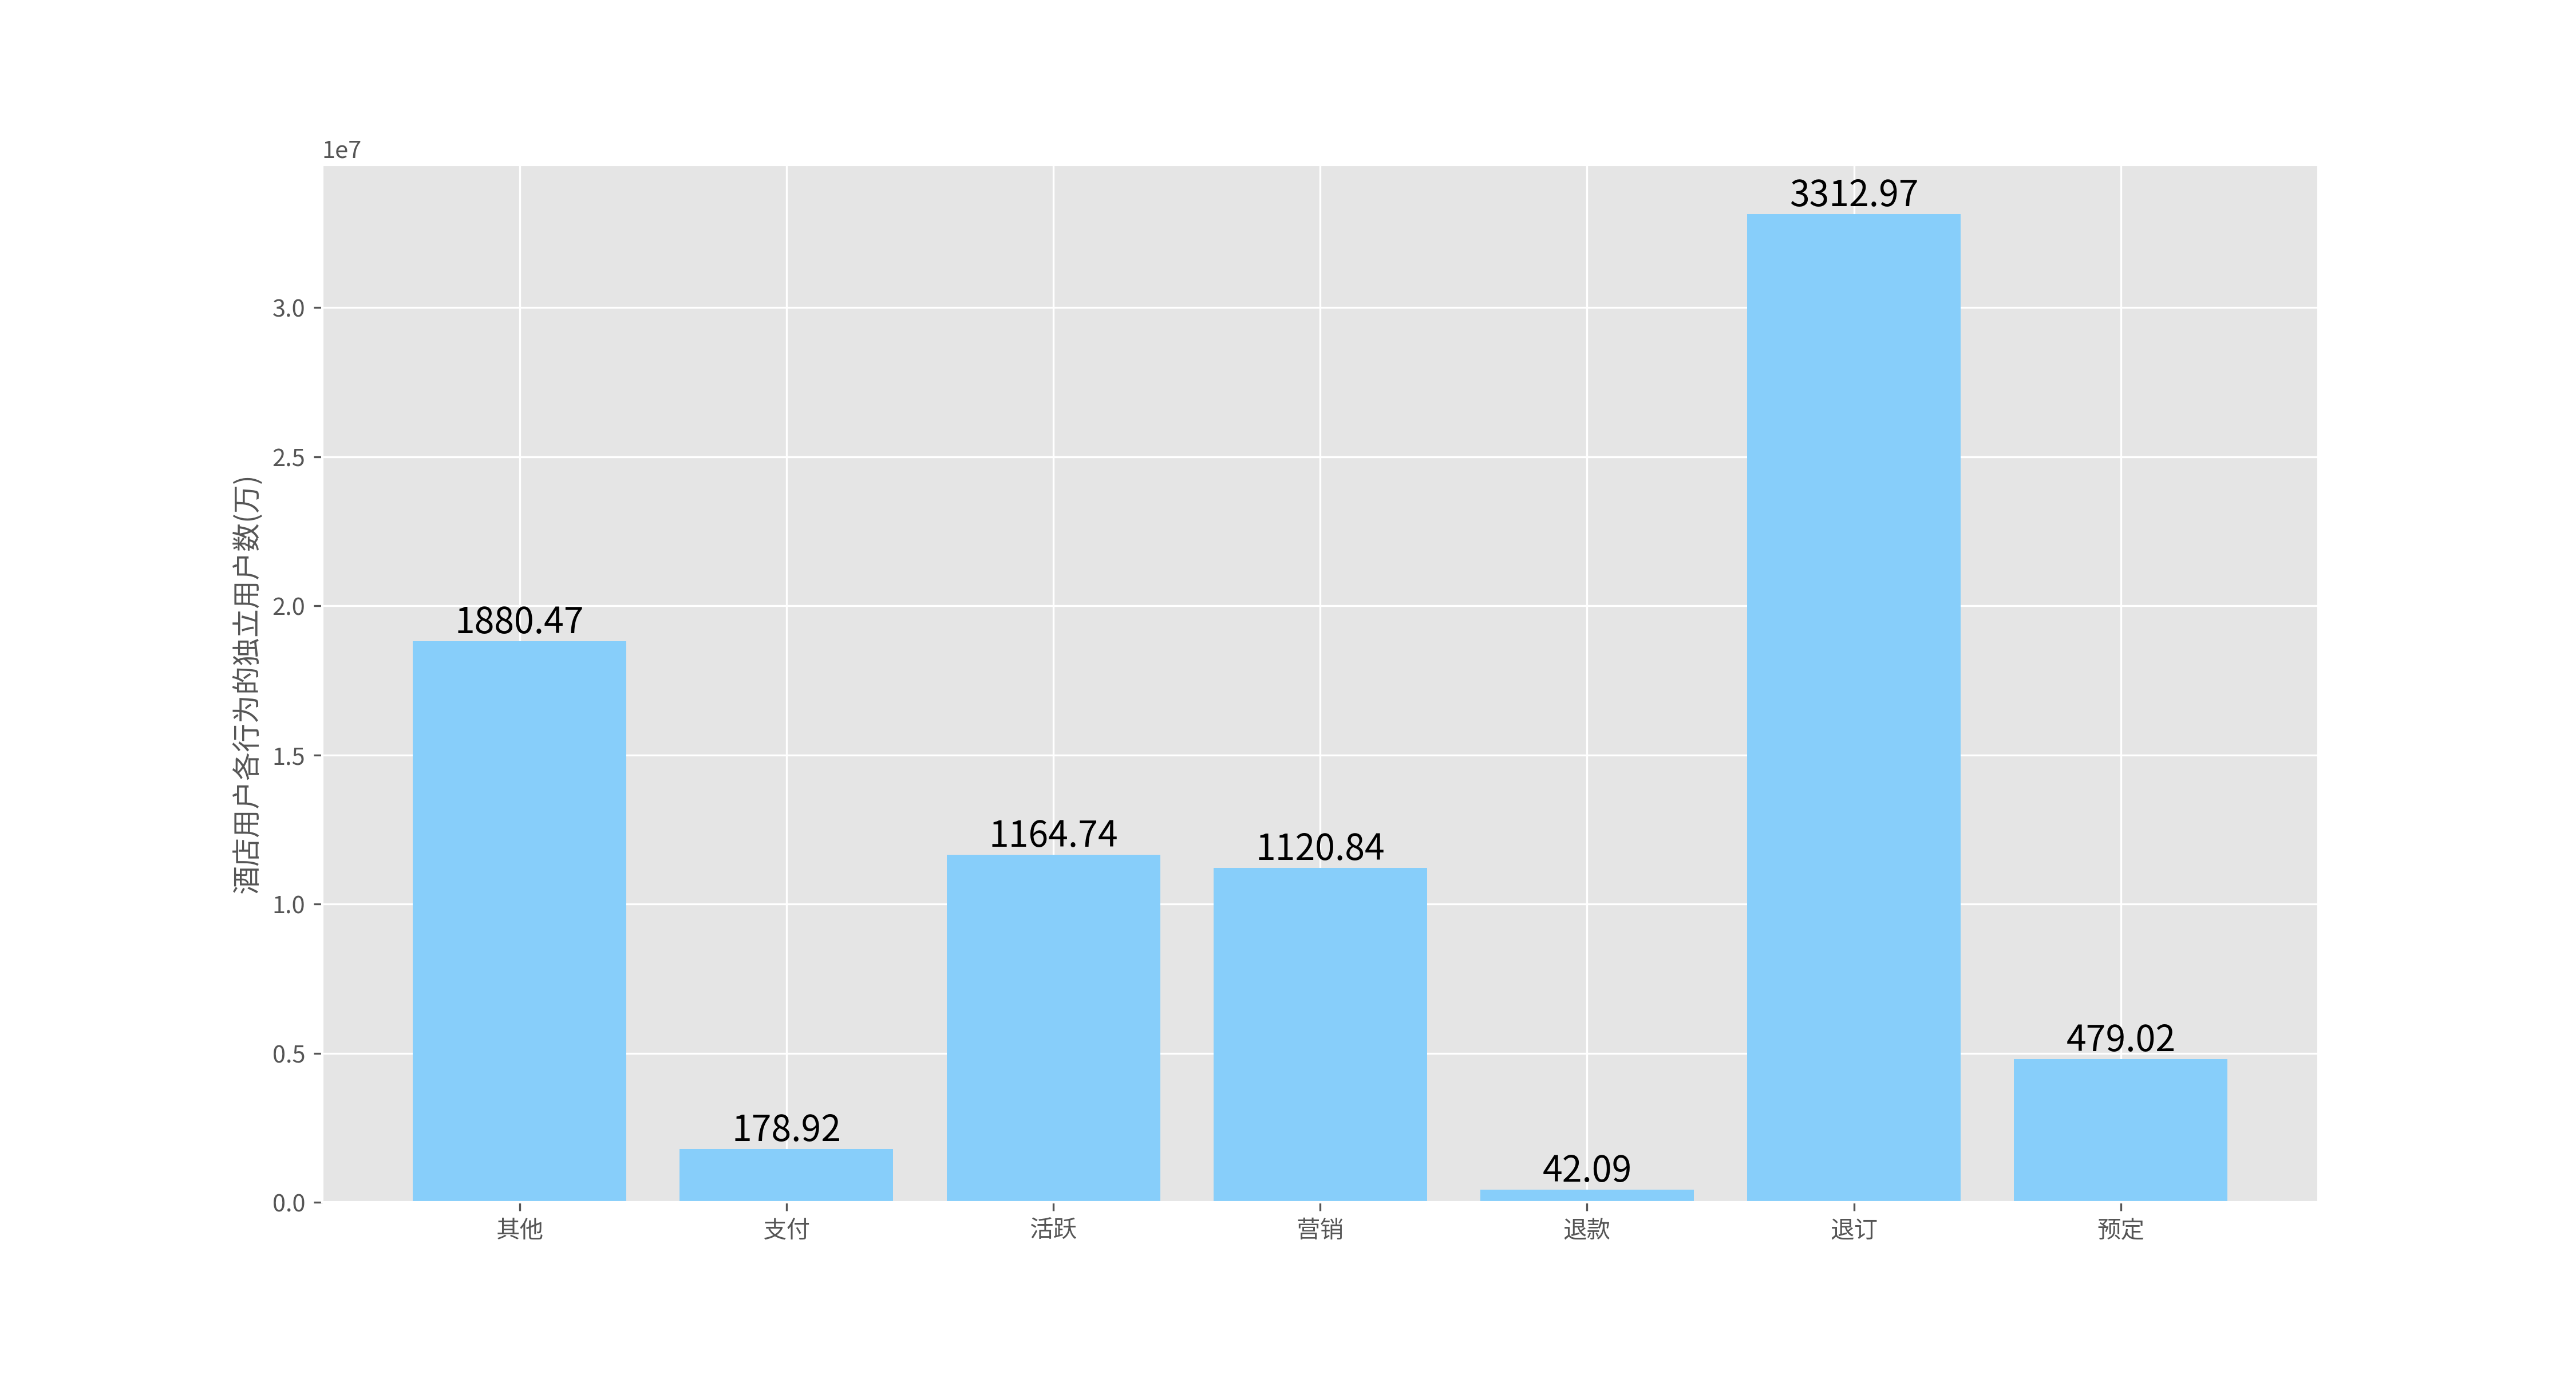 1e7
3312.97
3.0
2.5
酒店用户各行为的独立用户数(万)
2.0
1880.47
1.5
1164.74
1120.84
1.0
479.02
0.5
178.92
42.09
0.0
其他
支付
活跃
营销
退款
退订
预定